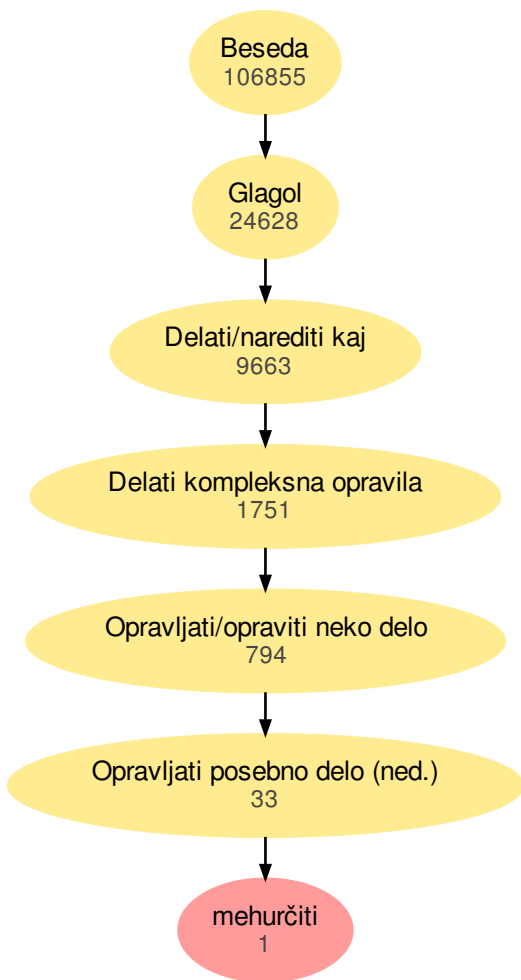 Beseda
106855
Glagol
24628
Delati/narediti kaj
9663
Delati kompleksna opravila
1751
Opravljati/opraviti neko delo
794
Opravljati posebno delo (ned.)
33
mehurčiti
1